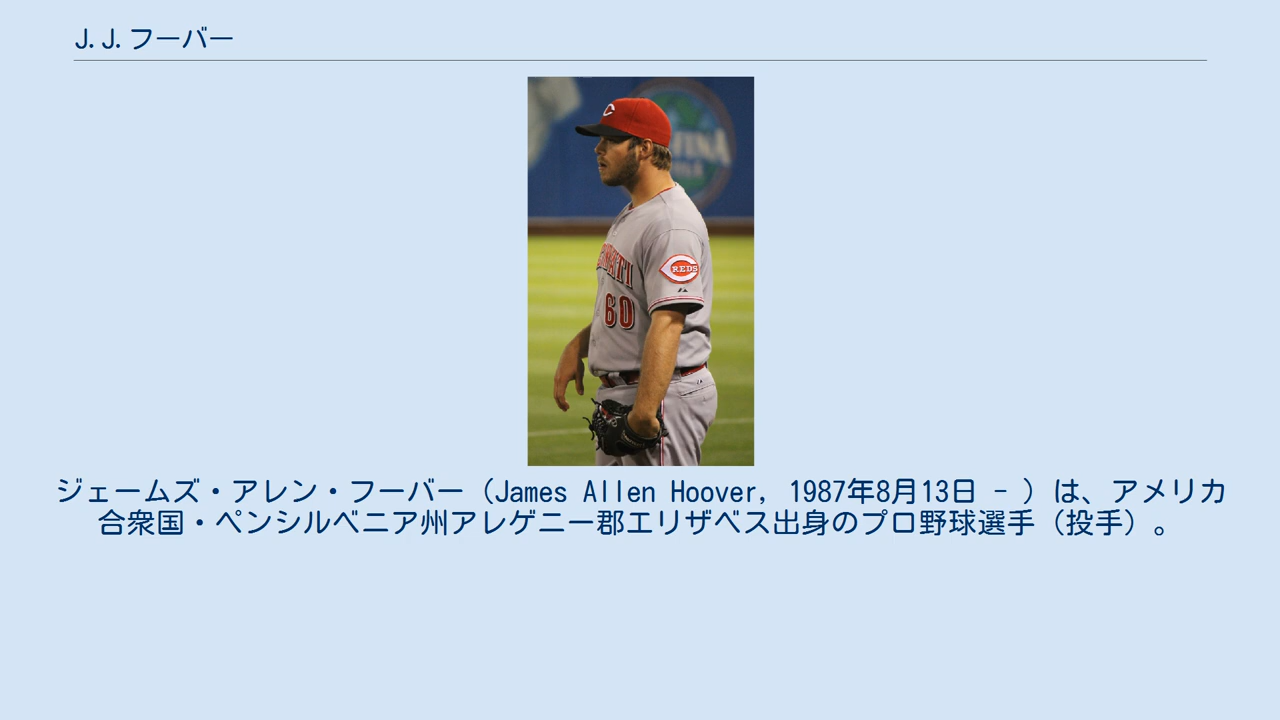 J.J.フーバー
REDS
60
ジェームズ・アレン・フーバー（James Allen Hoover, 1987年8月13日 - ）は、アメリカ
合衆国・ペンシルベニア州アレゲニー郡エリザベス出身のプロ野球選手（投手）。